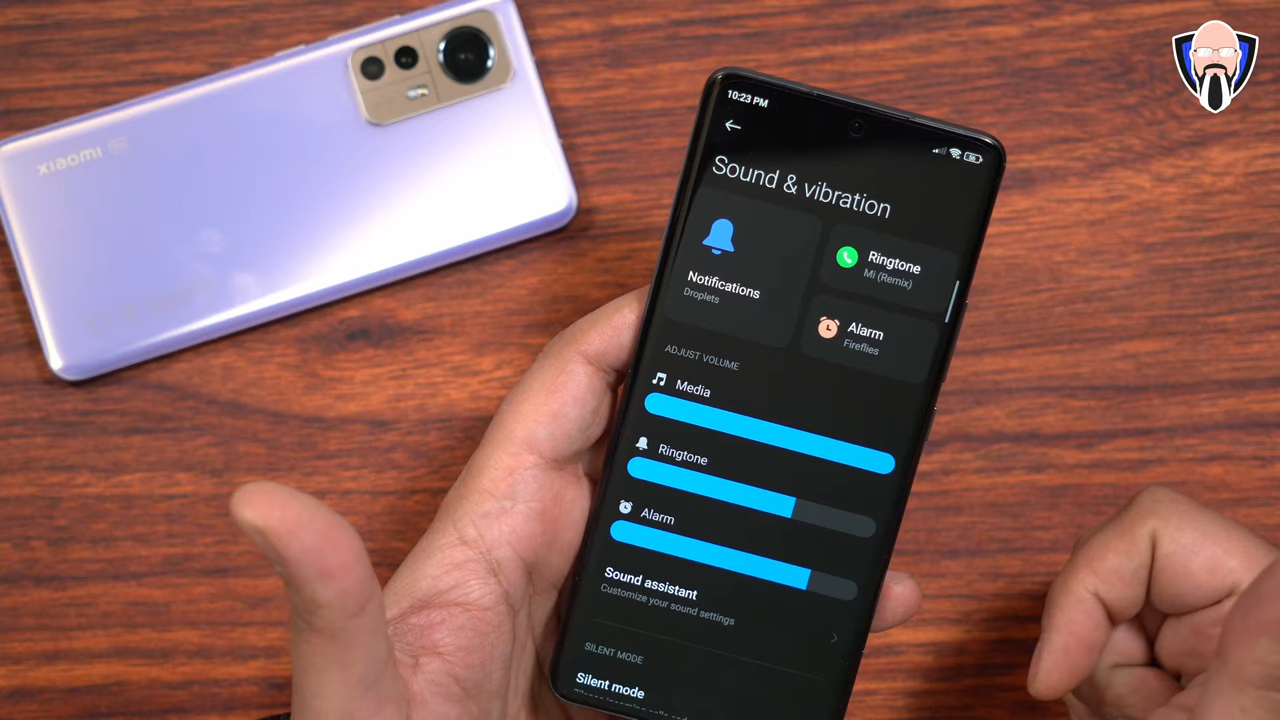 xiaomi
10:23 PM
56
Sound & vibration
Notifications
Droplets
Ringtone
Mi (Remix)
Alarm
Fireflies
ADJUST VOLUME
Media
Ringtone
Alarm
Sound assistant
Customize your sound settings
SILENT MODE
Silent mode